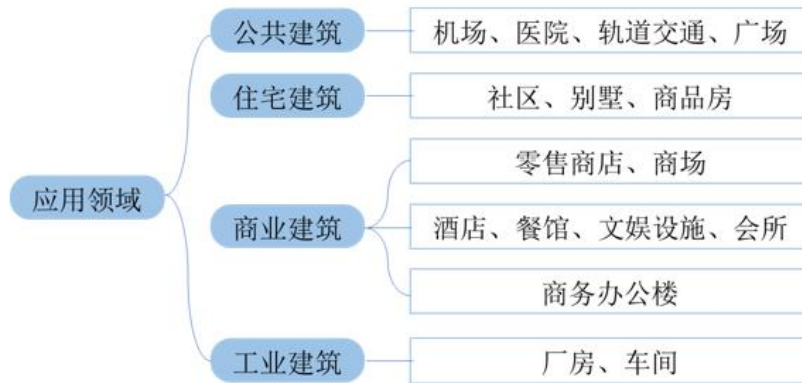 公共建筑
机场、医院、轨道交通、广场
住宅建筑
社区、别墅、商品房
应用领域
零售商店、商场
商业建筑
酒店、餐馆、文娱设施、会所
商务办公楼
工业建筑
厂房、车间